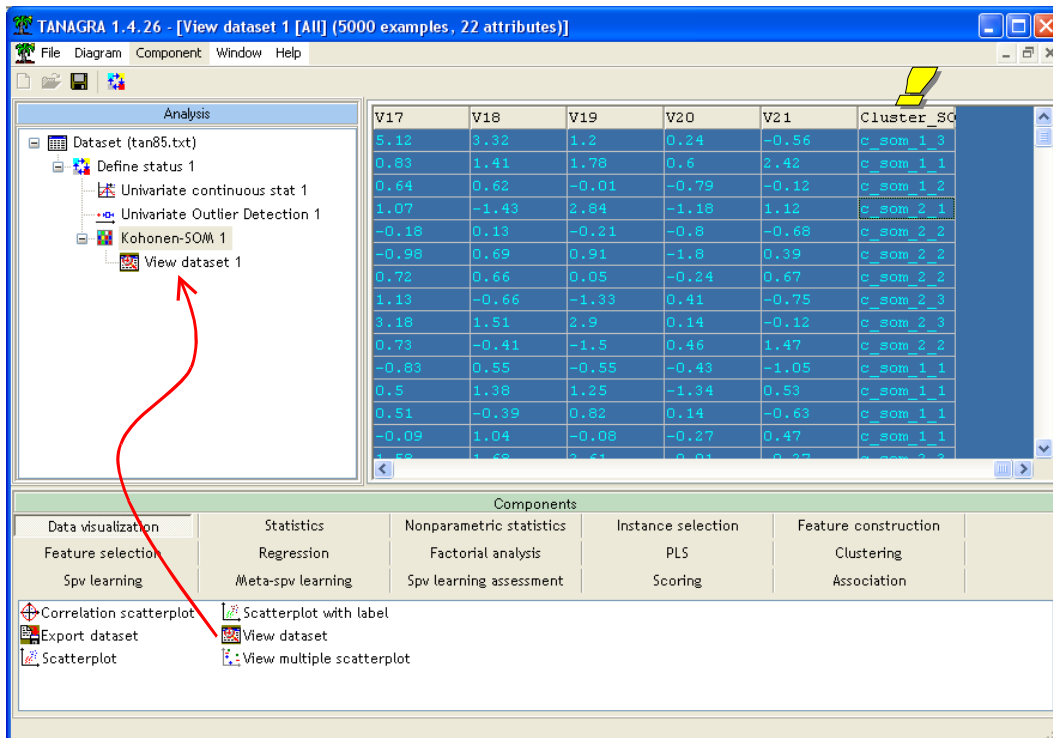 TANAGRA 1.4.26 - [View dataset 1 [All] (5000 examples, 22 attributes)]
File Diagram Component Window Help
Analysis
Dataset (tan85.txt)
Define status 1
Univariate continuous stat 1
Univariate Outlier Detection 1
Kohonen-SOM 1
View dataset 1
V17 V18 V19 V20 V21 Cluster_SO
5.12 3.32 1.2 0.24 -0.56 c_som_1_3
0.83 1.41 1.78 0.6 2.42 c_som_1_1
0.64 0.62 -0.01 -0.79 -0.12 c_som_1_2
1.07 -1.43 2.84 -1.18 1.12 c_som_2_1
-0.18 0.13 -0.21 -0.8 -0.68 c_som_2_2
-0.98 0.69 0.91 -1.8 0.39 c_som_2_2
0.72 0.66 0.05 -0.24 0.67 c_som_2_2
1.13 -0.66 -1.33 0.41 -0.75 c_som_2_3
3.18 1.51 2.9 0.14 -0.12 c_som_2_3
0.73 -0.41 -1.5 0.46 1.47 c_som_2_2
-0.83 0.55 -0.55 -0.43 -1.05 c_som_1_1
0.5 1.38 1.25 -1.34 0.53 c_som_1_1
0.51 -0.39 0.82 0.14 -0.63 c_som_1_1
-0.09 1.04 -0.08 -0.27 0.47 c_som_1_1
Components
Data visualization Statistics Nonparametric statistics Instance selection Feature construction
Feature selection Regression Factorial analysis PLS Clustering
Spv learning Meta-spv learning Spv learning assessment Scoring Association
Correlation scatterplot Scatterplot with label
Export dataset View dataset
Scatterplot View multiple scatterplot